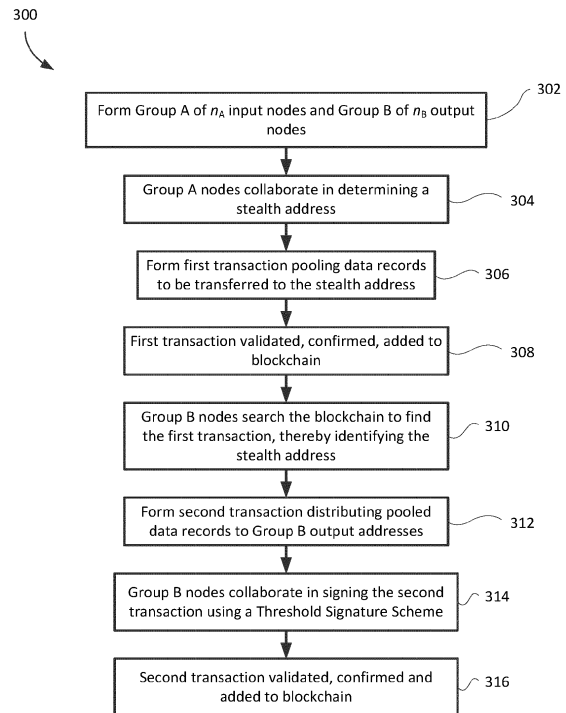 300
Form Group A of nA input nodes and Group B of nB output
nodes
302
Group A nodes collaborate in determining a
stealth address
304
Form first transaction pooling data records
to be transferred to the stealth address
306
First transaction validated, confirmed, added to
blockchain
308
Group B nodes search the blockchain to find
the first transaction, thereby identifying the
stealth address
310
Form second transaction distributing pooled
data records to Group B output addresses
312
Group B nodes collaborate in signing the second
transaction using a Threshold Signature Scheme
314
Second transaction validated, confirmed and
added to blockchain
316